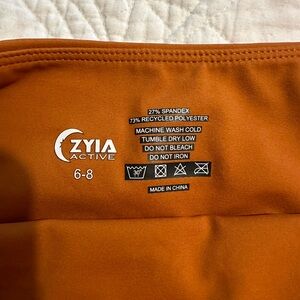 ZYIA
ACTIVE
6-8
27% SPANDEX
73% RECYCLED POLYESTER
MACHINE WASH COLD
TUMBLE DRY LOW
DO NOT BLEACH
DO NOT IRON
30°
MADE IN CHINA